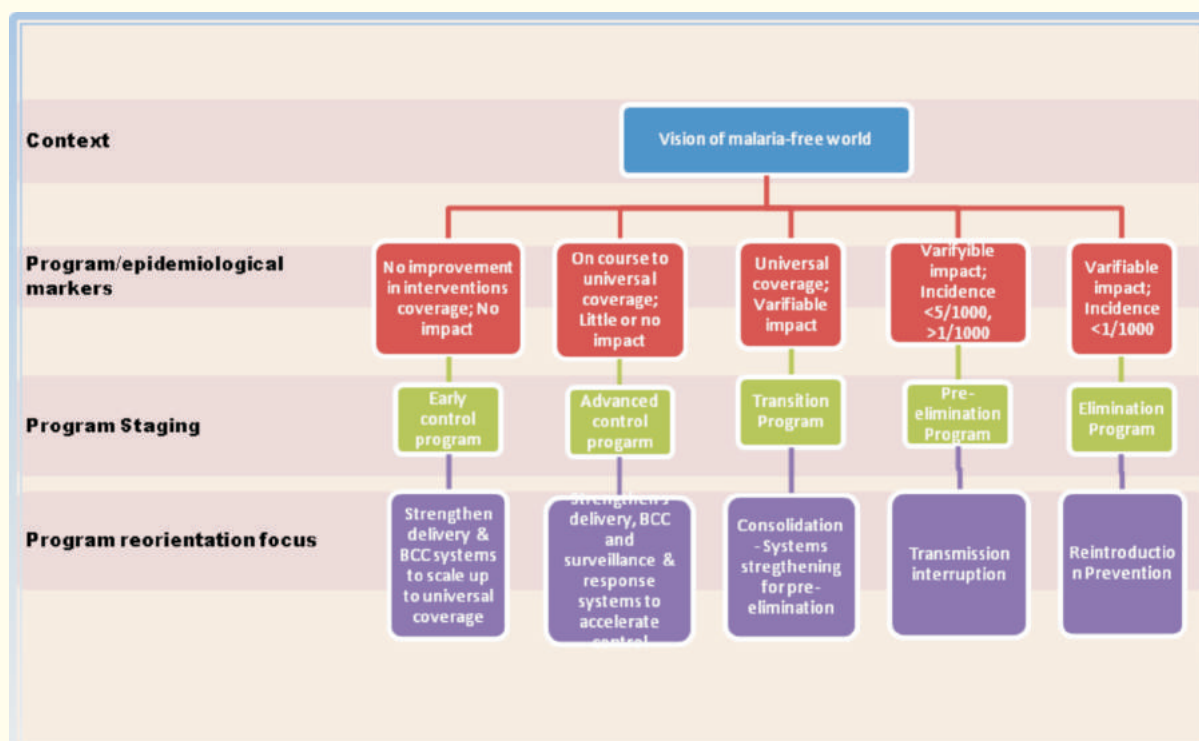 Context
Vision of malaria-free world
Program/epidemiological
markers
No improvement
in interventions
coverage; No
impact
On course to
universal
coverage;
Little or no
impact
Universal
coverage;
Varifiable
impact
Varifyible
impact;
Incidence
<5/1000,
>1/1000
Varifiable
impact;
Incidence
<1/1000
Program Staging
Early
control
program
Advanced
control
progarm
Transition
Program
Pre-
elimination
Program
Elimination
Program
Program reorientation focus
Strengthen
delivery &
BCC systems
to scale up
to universal
coverage
delivery, BCC
and
surveillance &
response
systems to
accelerate
control
Consolidation
-Systems
stregthening
for pre-
elimination
Transmission
interruption
Reintroductio
n Prevention